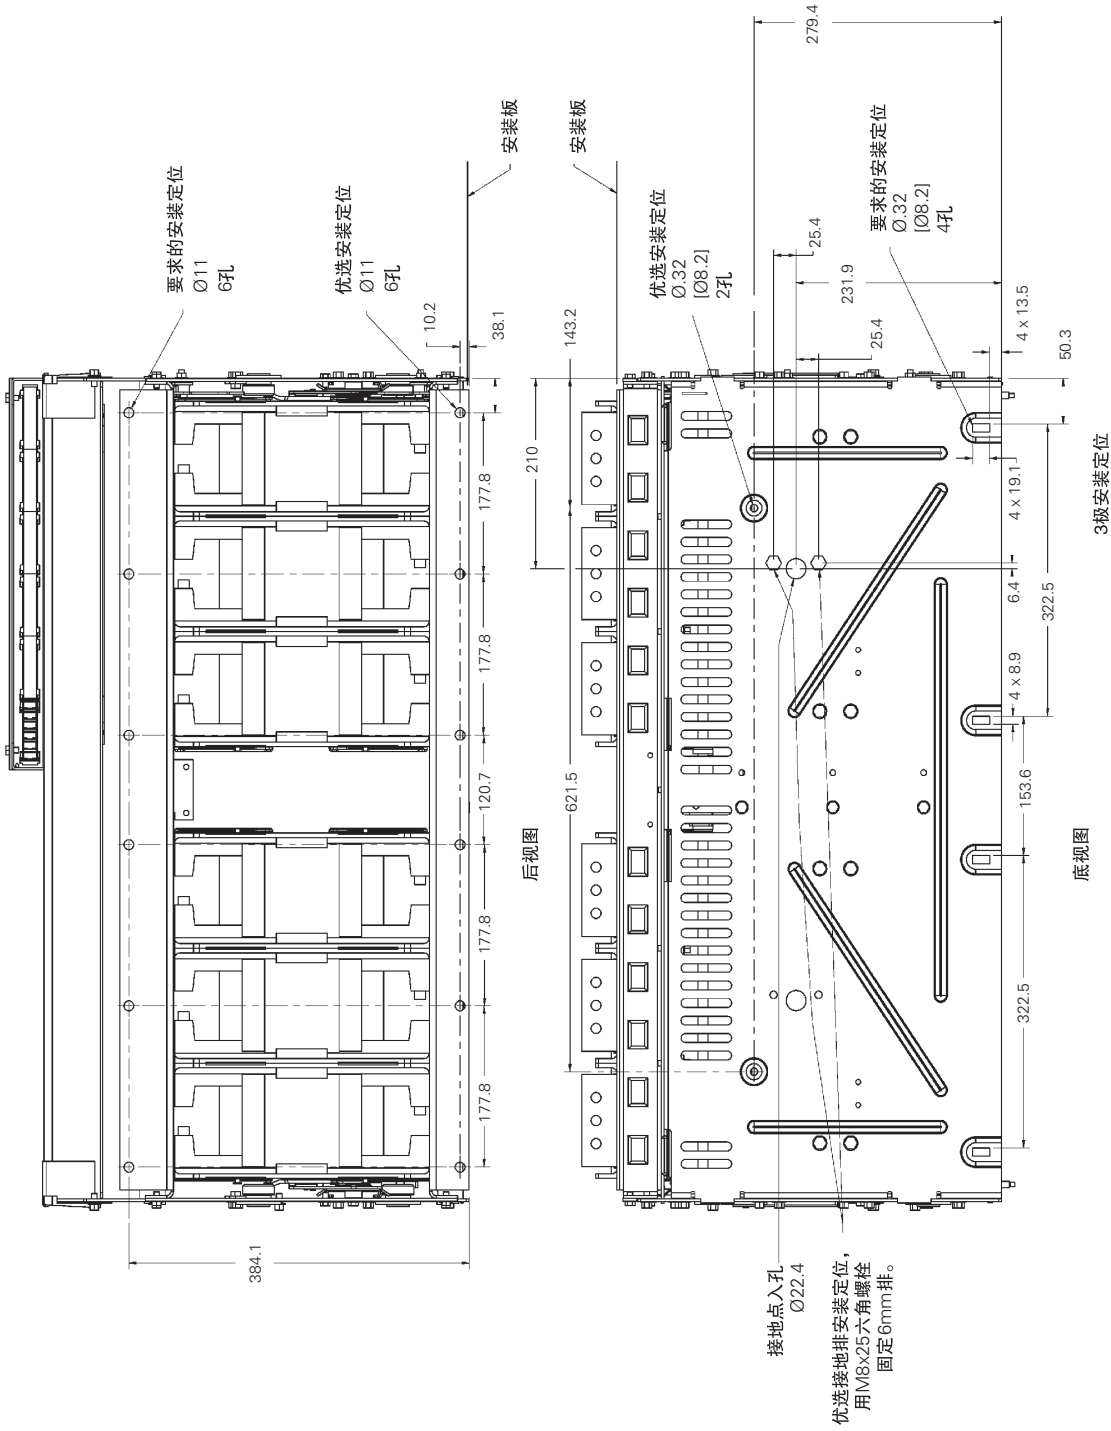 要求的安装定位
Ø11
6孔
优选安装定位
Ø11
6孔
安装板
10.2
38.1
177.8
177.8
120.7
177.8
177.8
384.1
后视图
安装板
143.2
210
621.5
优选安装定位
Ø.32
[Ø8.2]
2孔
279.4
25.4
231.9
25.4
要求的安装定位
Ø.32
[Ø8.2]
4孔
4 x 13.5
50.3
4 x 19.1
6.4
322.5
4 x 8.9
153.6
322.5
接地点入孔
Ø22.4
优选接地排安装定位，
用M8x25六角螺栓
固定6mm排。
底视图
3极安装定位